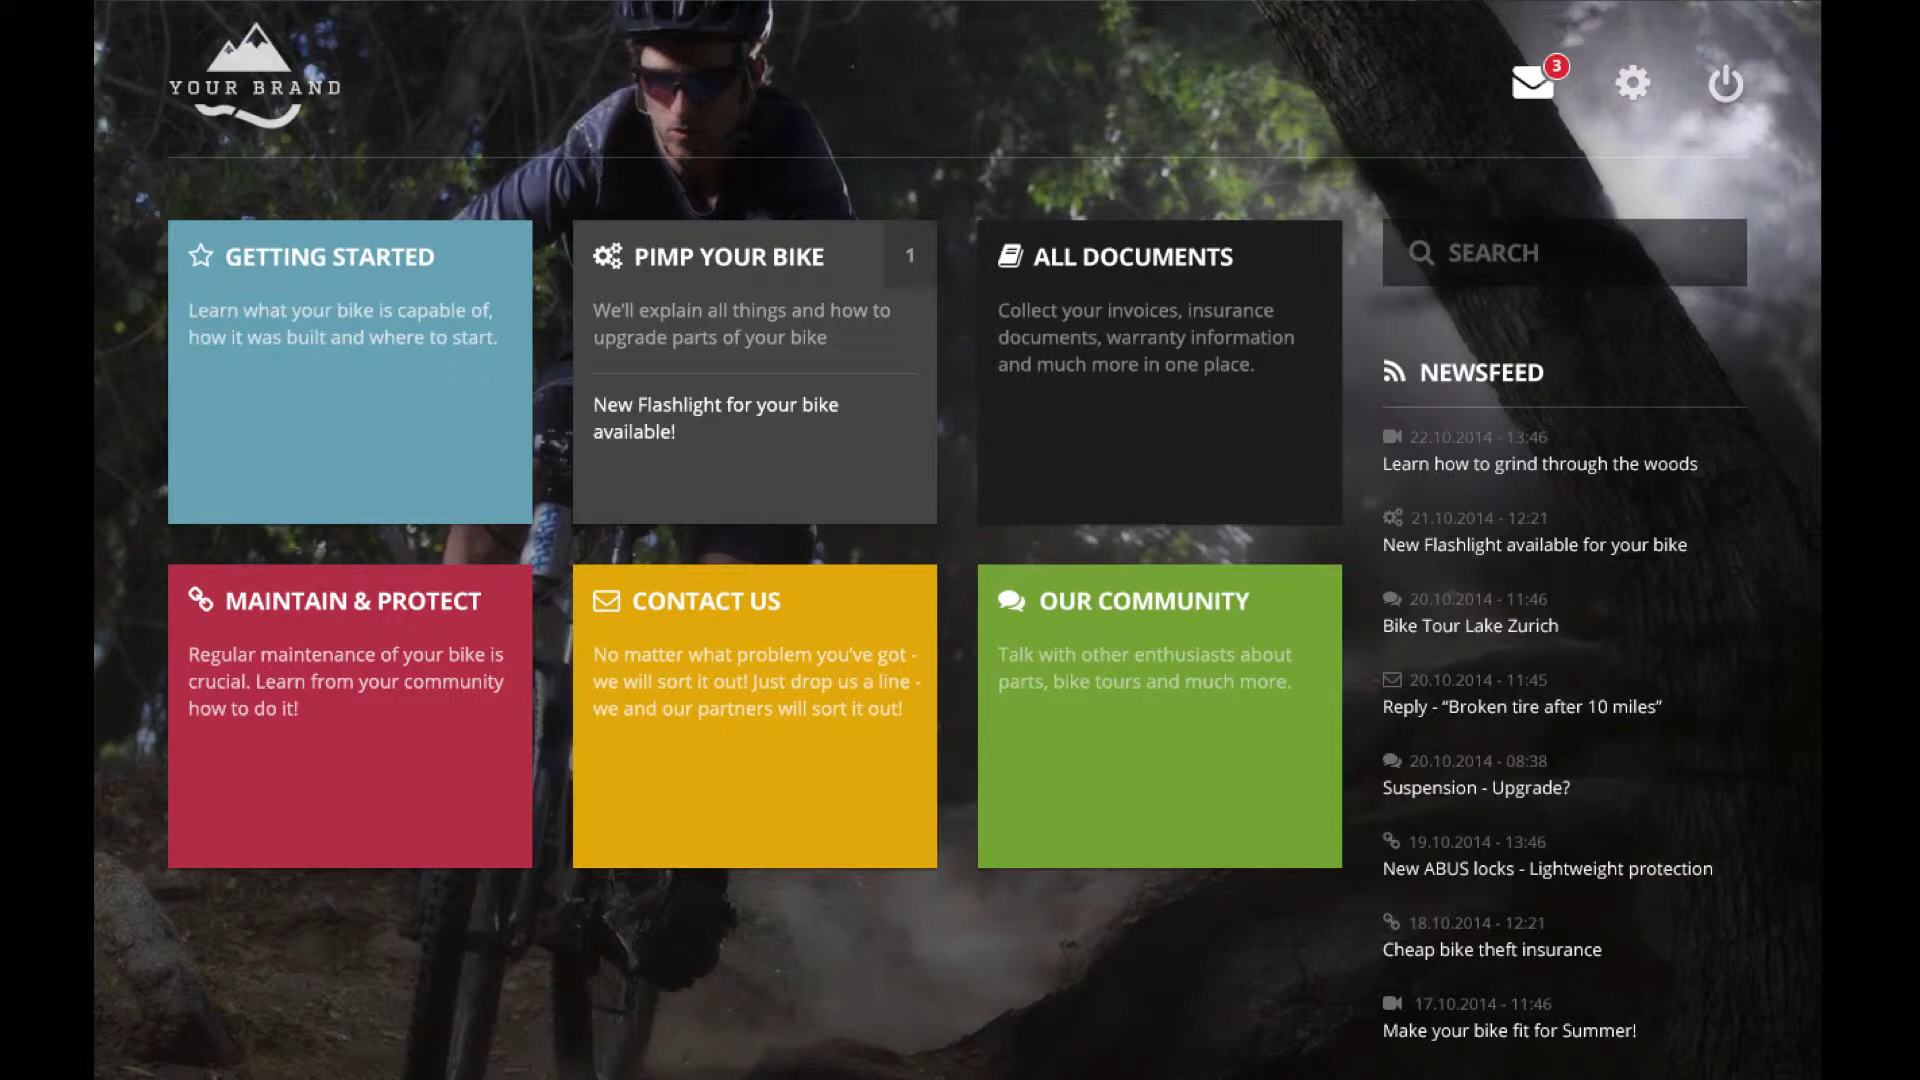 YOUR BRAND
3
GETTING STARTED
Learn what your bike is capable of,
how it was built and where to start.
PIMP YOUR BIKE
1
We'll explain all things and how to
upgrade parts of your bike
New Flashlight for your bike
available!
ALL DOCUMENTS
Collect your invoices, insurance
documents, warranty information
and much more in one place.
MAINTAIN & PROTECT
Regular maintenance of your bike is
crucial. Learn from your community
how to do it!
CONTACT US
No matter what problem you've got -
we will sort it out! Just drop us a line -
we and our partners will sort it out!
OUR COMMUNITY
Talk with other enthusiasts about
parts, bike tours and much more.
SEARCH
NEWSFEED
22.10.2014 - 13:46
Learn how to grind through the woods
21.10.2014 - 12:21
New Flashlight available for your bike
20.10.2014 - 11:46
Bike Tour Lake Zurich
20.10.2014 - 11:45
Reply - “Broken tire after 10 miles”
20.10.2014 - 08:38
Suspension - Upgrade?
19.10.2014 - 13:46
New ABUS locks - Lightweight protection
18.10.2014 - 12:21
Cheap bike theft insurance
17.10.2014 - 11:46
Make your bike fit for Summer!